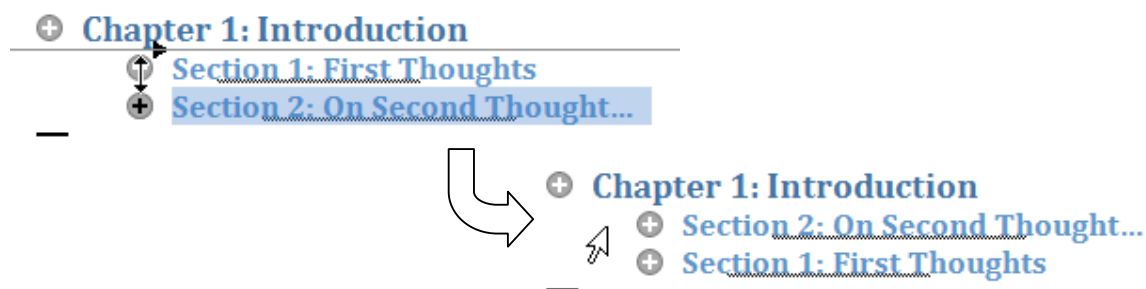 Chapter 1: Introduction
Section 1: First Thoughts
Section 2: On Second Thought...
Chapter 1: Introduction
Section 2: On Second Thought...
Section 1: First Thoughts